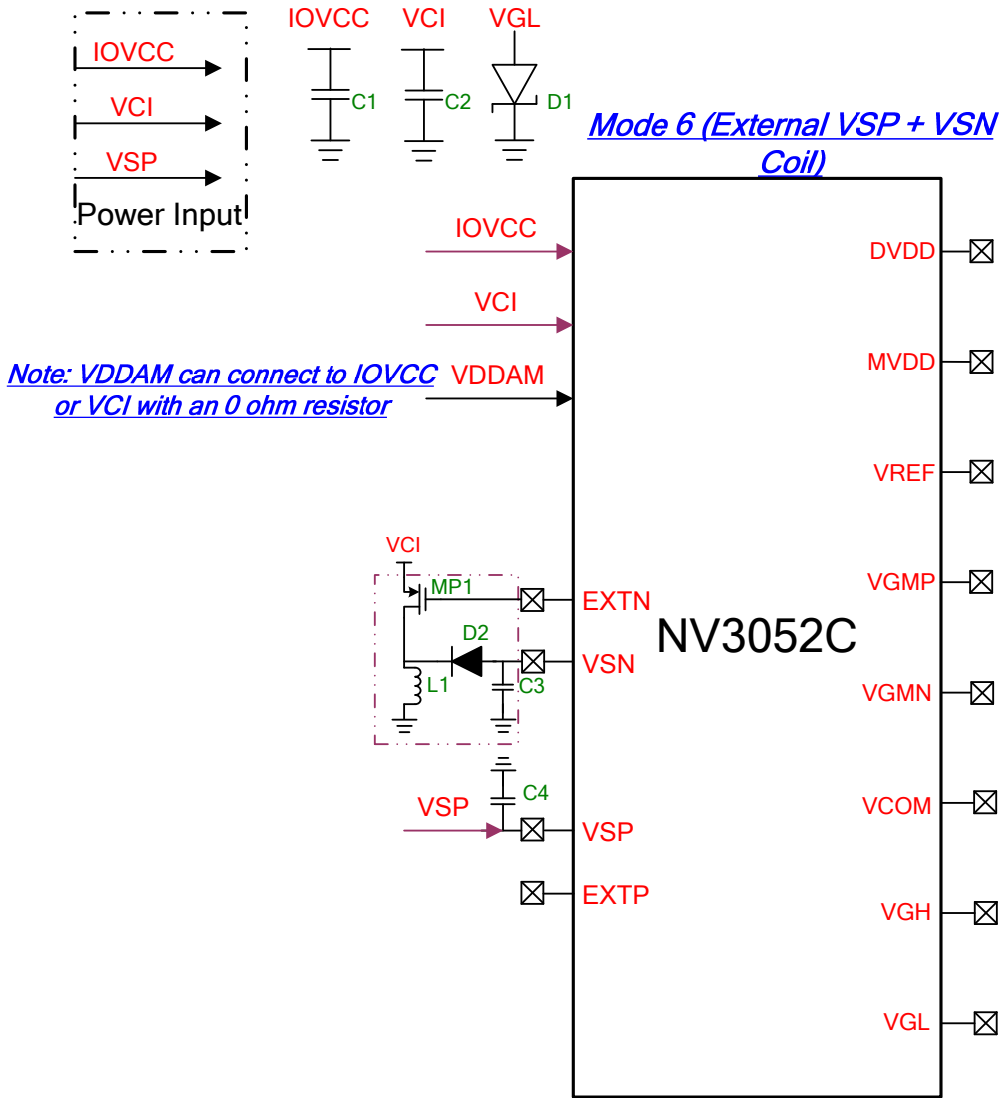 IOVCC
VCI
VSP
Power Input
IOVCC
VCI
VGL
C1
C2
D1
Mode 6 (External VSP + VSN
Coil)
IOVCC
VCI
VDDAM
Note: VDDAM can connect to IOVCC
or VCI with an 0 ohm resistor
VCI
MP1
D2
L1
C3
C4
VSP
EXTN
VSN
VSP
EXTP
NV3052C
DVDD
MVDD
VREF
VGMP
VGMN
VCOM
VGH
VGL